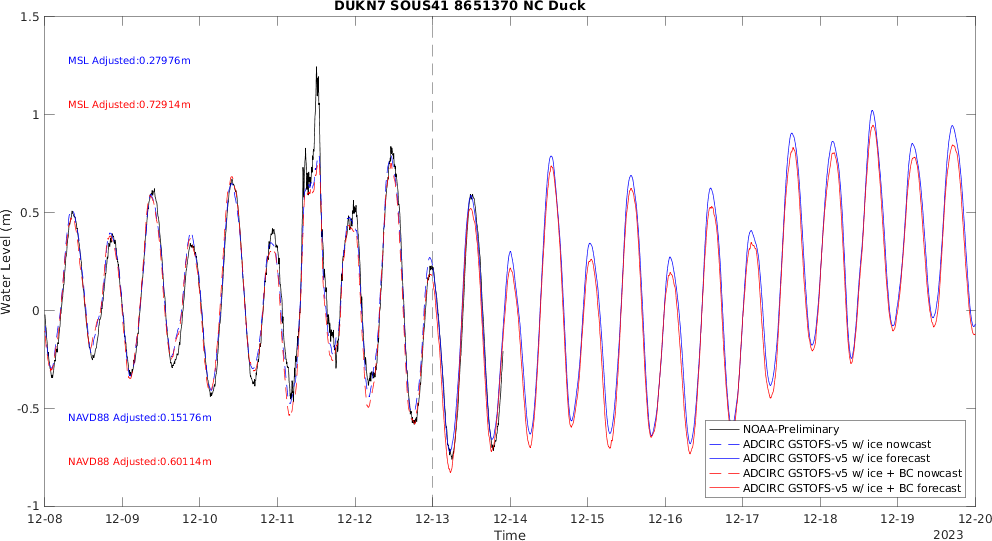 DUKN7 SOUS41 8651370 NC Duck
1.5
1
0.5
0
-0.5
-1
Water Level (m)
MSL Adjusted:0.27976m
MSL Adjusted:0.72914m
NAVD88 Adjusted:0.15176m
NAVD88 Adjusted:0.60114m
NOAA-Preliminary
ADCIRC GSTOFS-v5 w/ ice nowcast
ADCIRC GSTOFS-v5 w/ ice forecast
ADCIRC GSTOFS-v5 w/ ice + BC nowcast
ADCIRC GSTOFS-v5 w/ ice + BC forecast
12-08 12-09 12-10 12-11 12-12 12-13 12-14 12-15 12-16 12-17 12-18 12-19 12-20
Time
2023